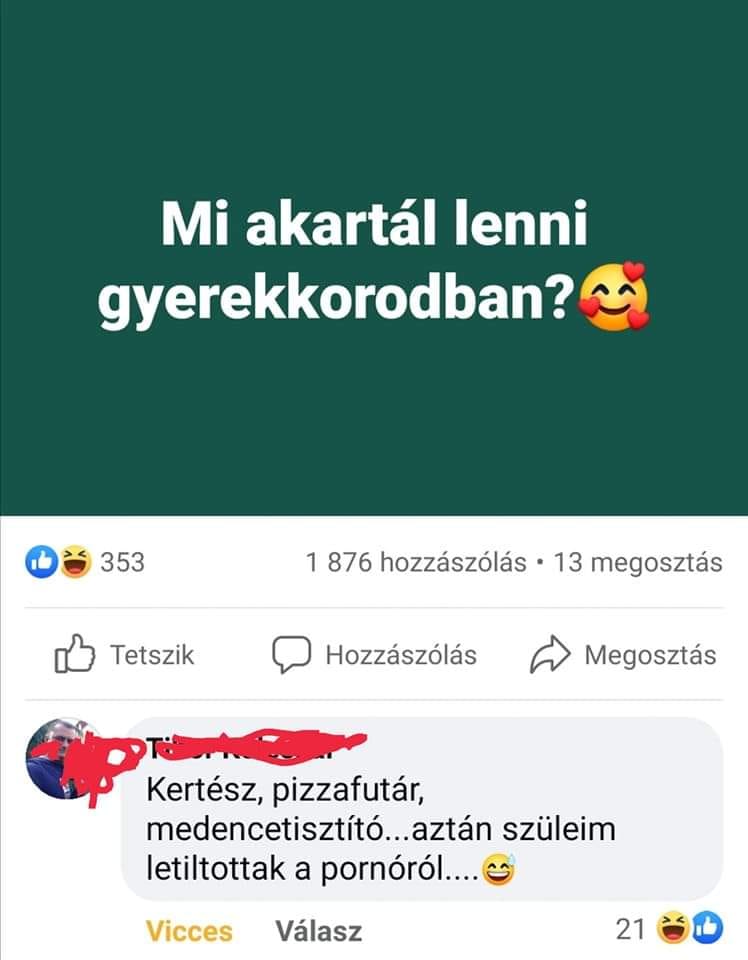 Mi akartál lenni
gyerekkorodban?🥰
353
1 876 hozzászólás • 13 megosztás
Tetszik
Hozzászólás
Megosztás
Kertész, pizzafutár,
medencetisztító...aztán szüleim
letiltottak a pornóról....😅
Vicces Válasz 21